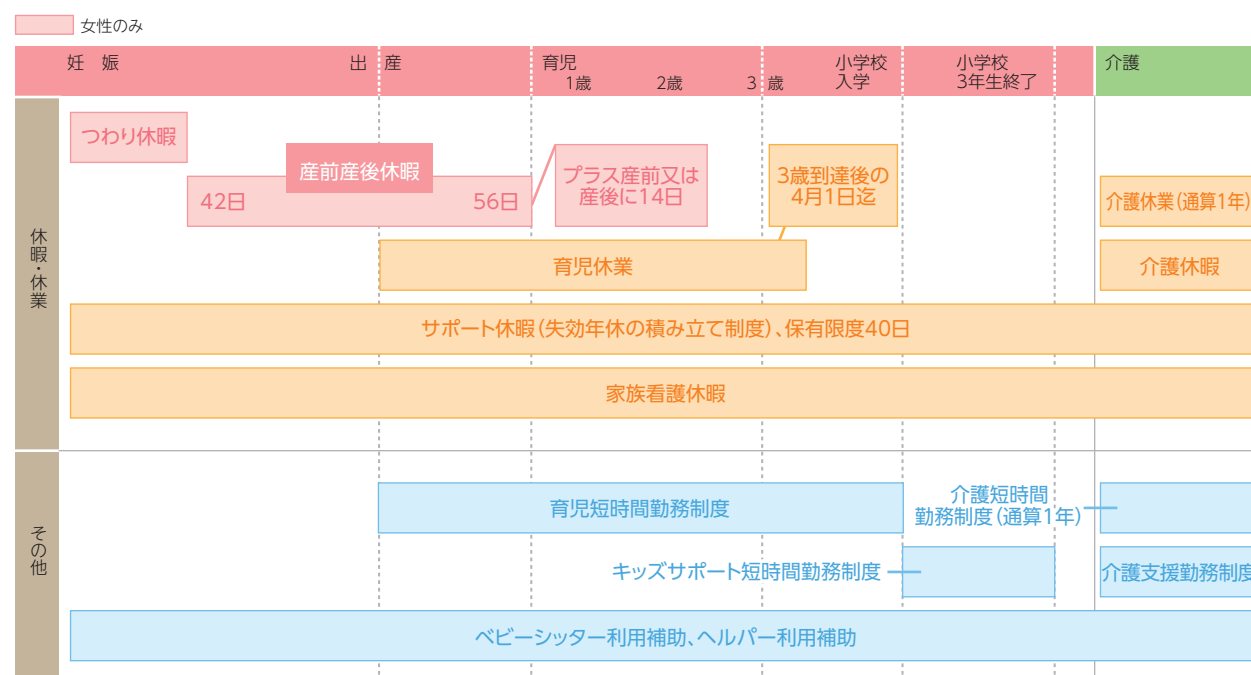 女性のみ
妊娠
出産
育児
1歳
2歳
3歳
小学校
入学
小学校
3年生終了
介護
休暇・休業
つわり休暇
産前産後休暇
42日
56日
プラス産前又は
産後に14日
3歳到達後の
4月1日迄
介護休業(通算1年)
育児休業
介護休暇
サポート休暇(失効年休の積み立て制度)、保有限度40日
家族看護休暇
その他
育児短時間勤務制度
介護短時間
勤務制度(通算1年)
キッズサポート短時間勤務制度
介護支援勤務制度
ベビーシッター利用補助、ヘルパー利用補助